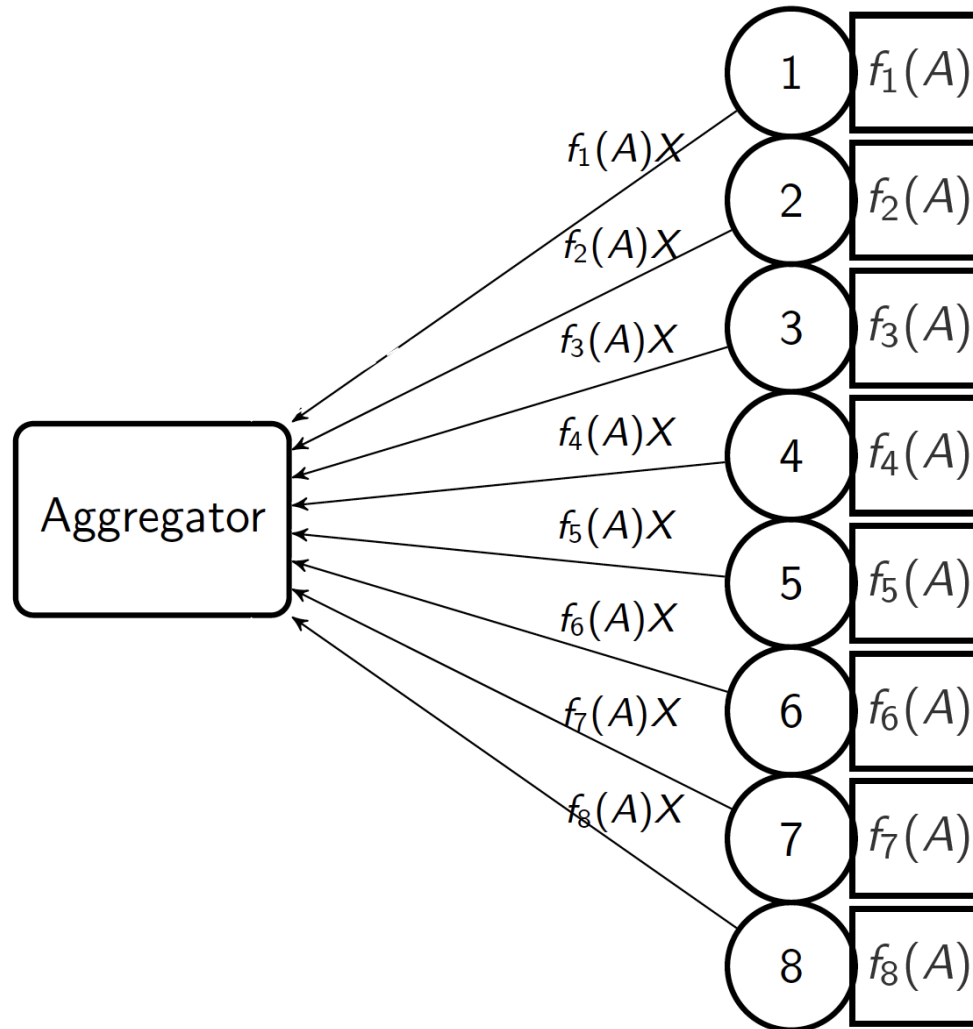 1 f₁(A)
f₁(A)X
2 f₂(A)
f₂(A)X
3 f₃(A)
f₃(A)X
4 f₄(A)
f₄(A)X
Aggregator
f₅(A)X
5 f₅(A)
f₆(A)X
6 f₆(A)
f₇(A)X
7 f₇(A)
f₈(A)X
8 f₈(A)